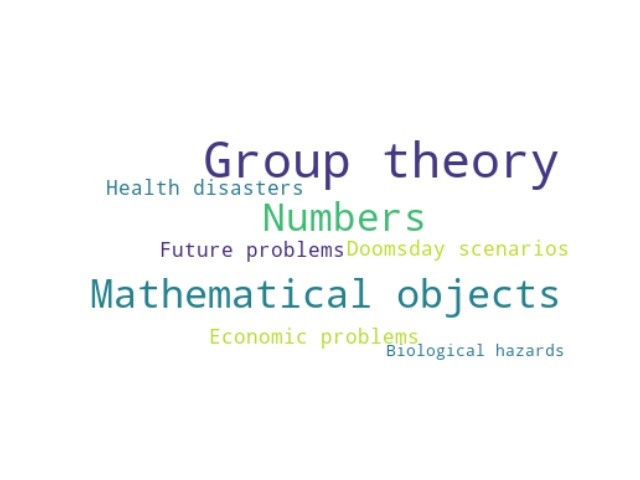 Group theory
Health disasters
Numbers
Future problems
Doomsday scenarios
Mathematical objects
Economic problems
Biological hazards